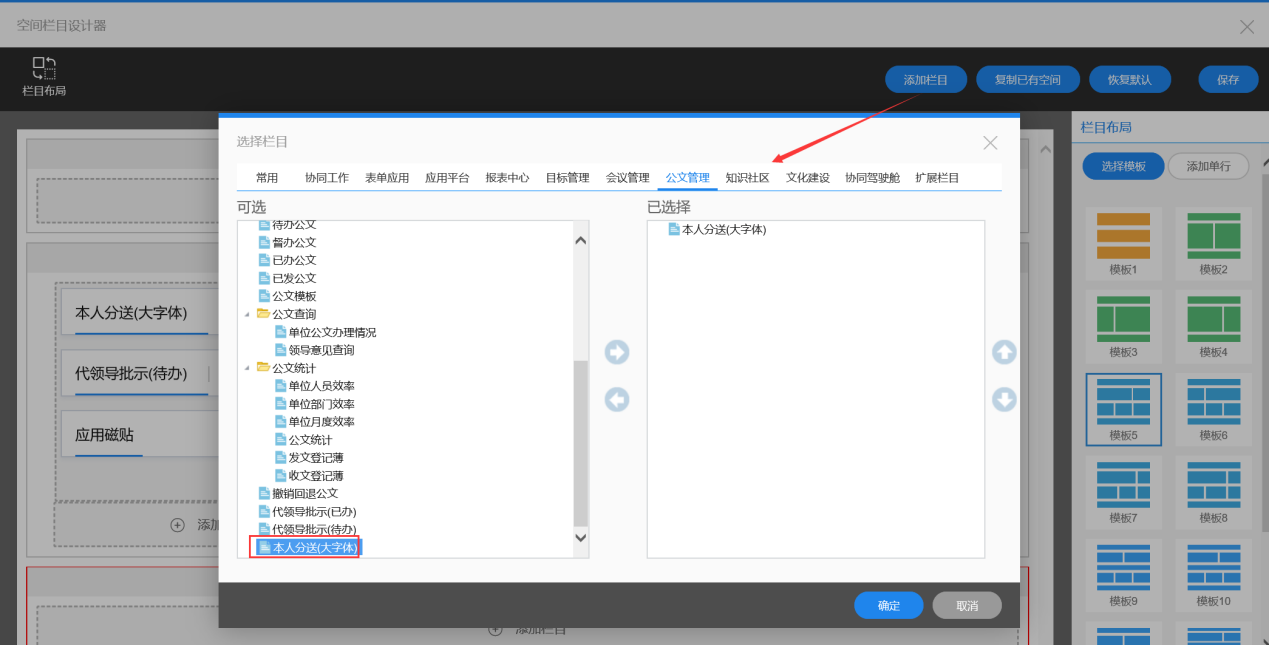 空间栏目设计器
栏目布局
添加栏目
复制已有空间
恢复默认
保存
本人分送(大字体)
代领导批示(待办)
应用磁贴
选择栏目
常用 协同工作 表单应用 应用平台 报表中心 目标管理 会议管理 公文管理 知识社区 文化建设 协同驾驶舱 扩展栏目
可选
待办公文
督办公文
已办公文
已发公文
公文模板
公文查询
单位公文办理情况
领导意见查询
公文统计
单位人员效率
单位部门效率
单位月度效率
公文统计
发文登记薄
收文登记薄
撤销回退公文
代领导批示(已办)
代领导批示(待办)
本人分送(大字体)
已选择
本人分送(大字体)
确定
取消
添加栏目
栏目布局
选择模板
添加单行
模板1
模板2
模板3
模板4
模板5
模板6
模板7
模板8
模板9
模板10